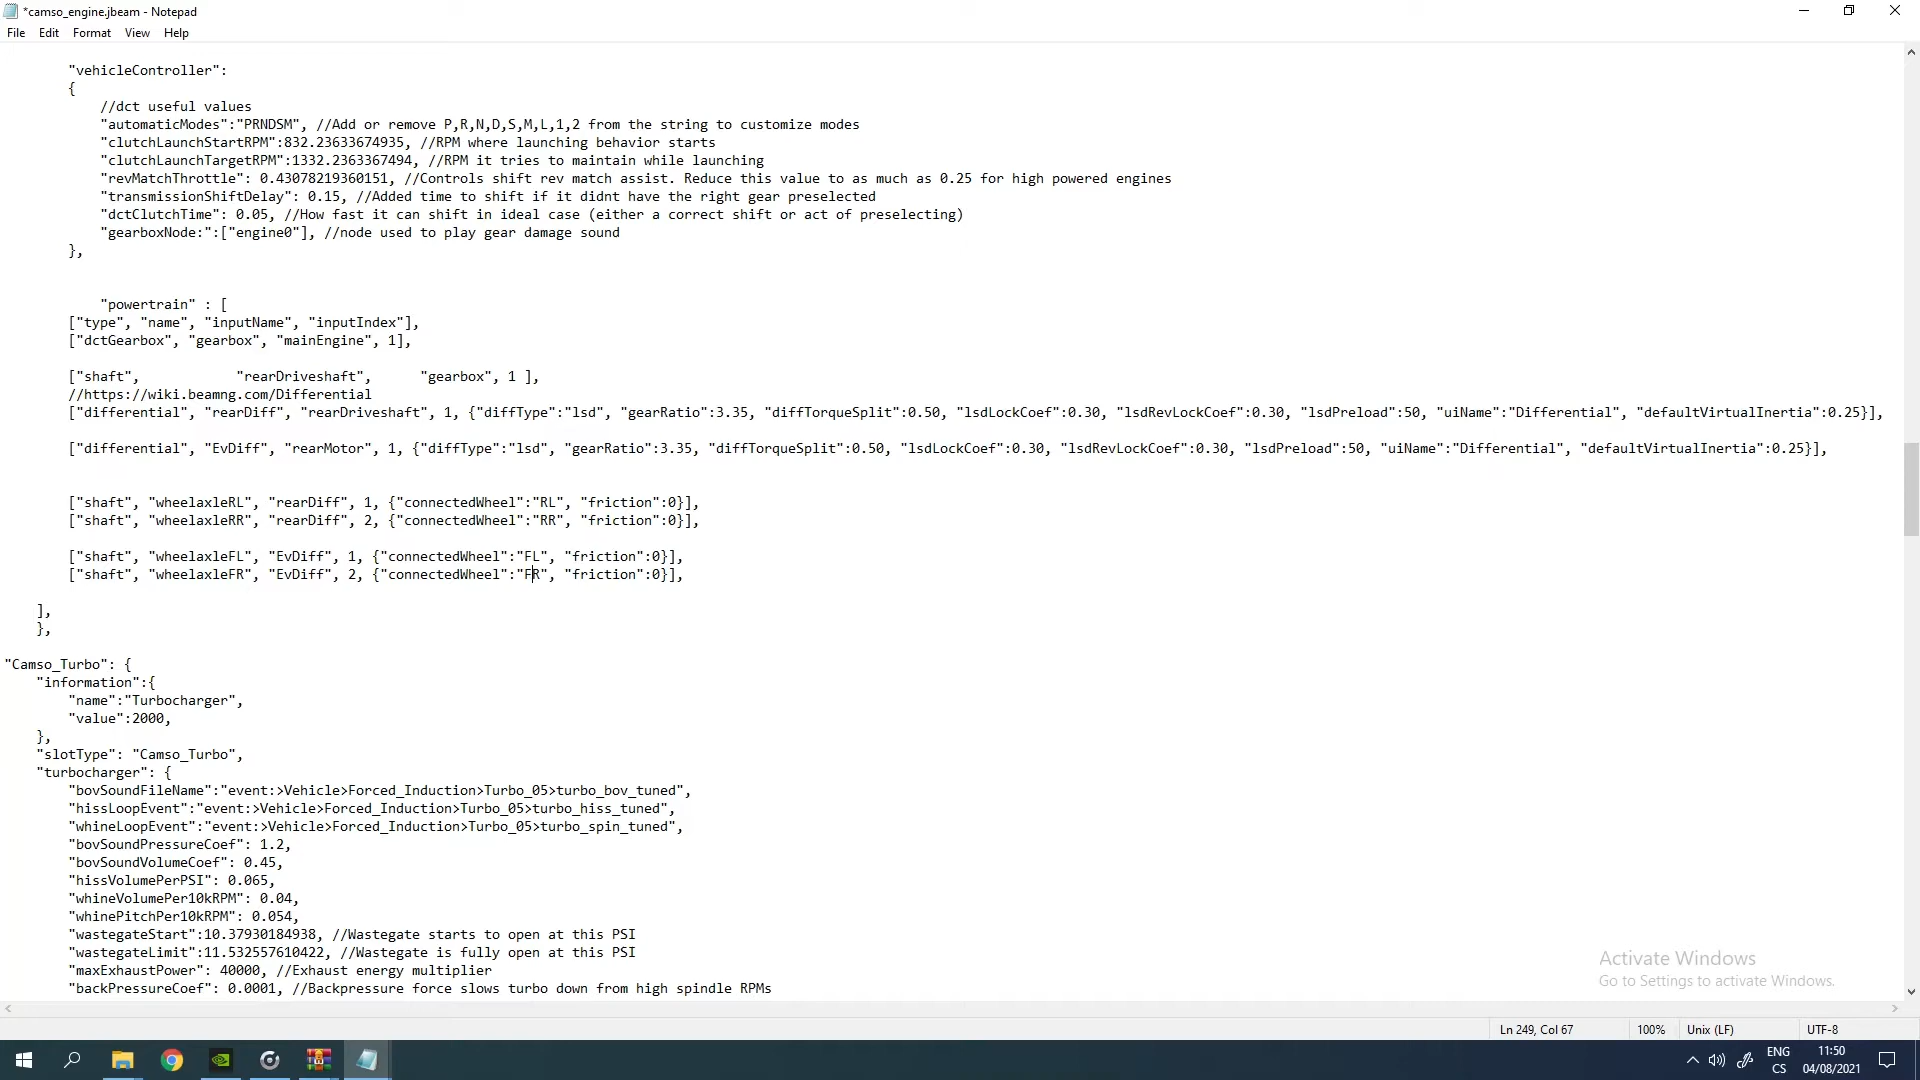 *camso_engine.jbeam - Notepad
File Edit Format View Help
"vehicleController":
{
//dct useful values
"automaticModes":"PRNDSM", //Add or remove P,R,N,D,S,M,L,1,2 from the string to customize modes
"clutchLaunchStartRPM":832.23633674935, //RPM where launching behavior starts
"clutchLaunchTargetRPM":1332.2363367494, //RPM it tries to maintain while launching
"revMatchThrottle": 0.43078219360151, //Controls shift rev match assist. Reduce this value to as much as 0.25 for high powered engines
"transmissionShiftDelay": 0.15, //Added time to shift if it didnt have the right gear preselected
"dctClutchTime": 0.05, //How fast it can shift in ideal case (either a correct shift or act of preselecting)
"gearboxNode:":["engine0"], //node used to play gear damage sound
},
"powertrain" : [
["type", "name", "inputName", "inputIndex"],
["dctGearbox", "gearbox", "mainEngine", 1],
["shaft", "rearDriveshaft", "gearbox", 1 ],
//https://wiki.beamng.com/Differential
["differential", "rearDiff", "rearDriveshaft", 1, {"diffType":"lsd", "gearRatio":3.35, "diffTorqueSplit":0.50, "lsdLockCoef":0.30, "lsdRevLockCoef":0.30, "lsdPreload":50, "uiName":"Differential", "defaultVirtualInertia":0.25}],
["differential", "EvDiff", "rearMotor", 1, {"diffType":"lsd", "gearRatio":3.35, "diffTorqueSplit":0.50, "lsdLockCoef":0.30, "lsdRevLockCoef":0.30, "lsdPreload":50, "uiName":"Differential", "defaultVirtualInertia":0.25}],
["shaft", "wheelaxleRL", "rearDiff", 1, {"connectedWheel":"RL", "friction":0}],
["shaft", "wheelaxleRR", "rearDiff", 2, {"connectedWheel":"RR", "friction":0}],
["shaft", "wheelaxleFL", "EvDiff", 1, {"connectedWheel":"FL", "friction":0}],
["shaft", "wheelaxleFR", "EvDiff", 2, {"connectedWheel":"FR", "friction":0}],
],
},
"Camso_Turbo": {
"information":{
"name":"Turbocharger",
"value":2000,
},
"slotType": "Camso_Turbo",
"turbocharger": {
"bovSoundFileName":"event:>Vehicle>Forced_Induction>Turbo_05>turbo_bov_tuned",
"hissLoopEvent":"event:>Vehicle>Forced_Induction>Turbo_05>turbo_hiss_tuned",
"whineLoopEvent":"event:>Vehicle>Forced_Induction>Turbo_05>turbo_spin_tuned",
"bovSoundPressureCoef": 1.2,
"bovSoundVolumeCoef": 0.45,
"hissVolumePerPSI": 0.065,
"whineVolumePer10kRPM": 0.04,
"whinePitchPer10kRPM": 0.054,
"wastegateStart":10.37930184938, //Wastegate starts to open at this PSI
"wastegateLimit":11.532557610422, //Wastegate is fully open at this PSI
"maxExhaustPower": 40000, //Exhaust energy multiplier
"backPressureCoef": 0.0001, //Backpressure force slows turbo down from high spindle RPMs
Activate Windows
Go to Settings to activate Windows.
Ln 249, Col 67 100% Unix (LF) UTF-8
ENG
CS
11:50
04/08/2021